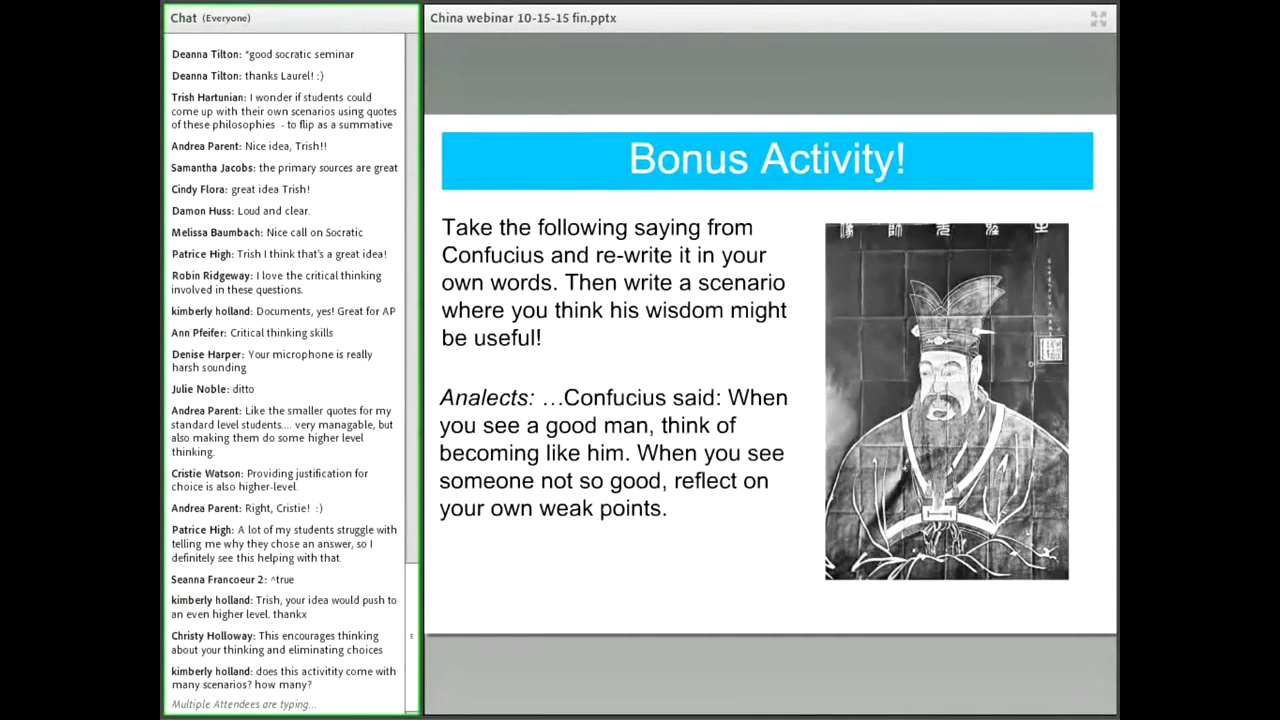 Chat (Everyone)
Deanna Tilton: *good socratic seminar
Deanna Tilton: thanks Laurel! :)
Trish Hartunian: I wonder if students could
come up with their own scenarios using quotes
of these philosophies - to flip as a summative
Andrea Parent: Nice idea, Trish!!
Samantha Jacobs: the primary sources are great
Cindy Flora: great idea Trish!
Damon Huss: Loud and clear.
Melissa Baumbach: Nice call on Socratic
Patrice High: Trish I think that's a great idea!
Robin Ridgeway: I love the critical thinking
involved in these questions.
kimberly holland: Documents, yes! Great for AP
Ann Pfeifer: Critical thinking skills
Denise Harper: Your microphone is really
harsh sounding
Julie Noble: ditto
Andrea Parent: Like the smaller quotes for my
standard level students.... very managable, but
also making them do some higher level
thinking.
Cristie Watson: Providing justification for
choice is also higher-level.
Andrea Parent: Right, Cristie! :)
Patrice High: A lot of my students struggle with
telling me why they chose an answer, so I
definitely see this helping with that.
Seanna Francoeur 2: ^true
kimberly holland: Trish, your idea would push to
an even higher level. thankx
Christy Holloway: This encourages thinking
about your thinking and eliminating choices
kimberly holland: does this activitity come with
many scenarios? how many?
Multiple Attendees are typing...
China webinar 10-15-15 fin.pptx
Bonus Activity!
Take the following saying from
Confucius and re-write it in your
own words. Then write a scenario
where you think his wisdom might
be useful!
Analects: …Confucius said: When
you see a good man, think of
becoming like him. When you see
someone not so good, reflect on
your own weak points.